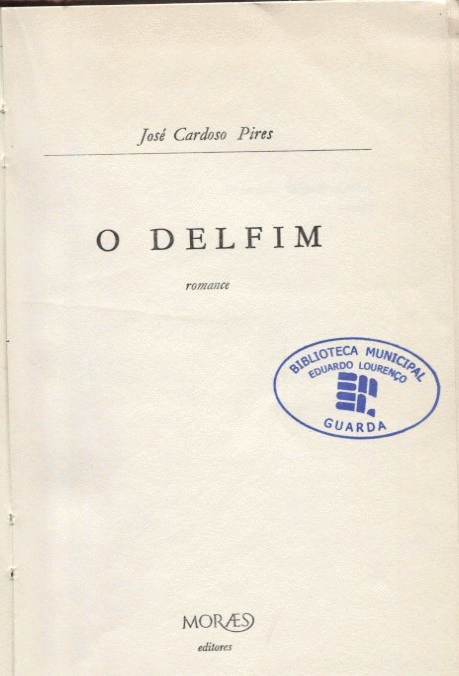 José Cardoso Pires
O DELFIM
romance
BIBLIOTECA MUNICIPAL
EDUARDO LOURENÇO
GUARDA
MORÆS
editores